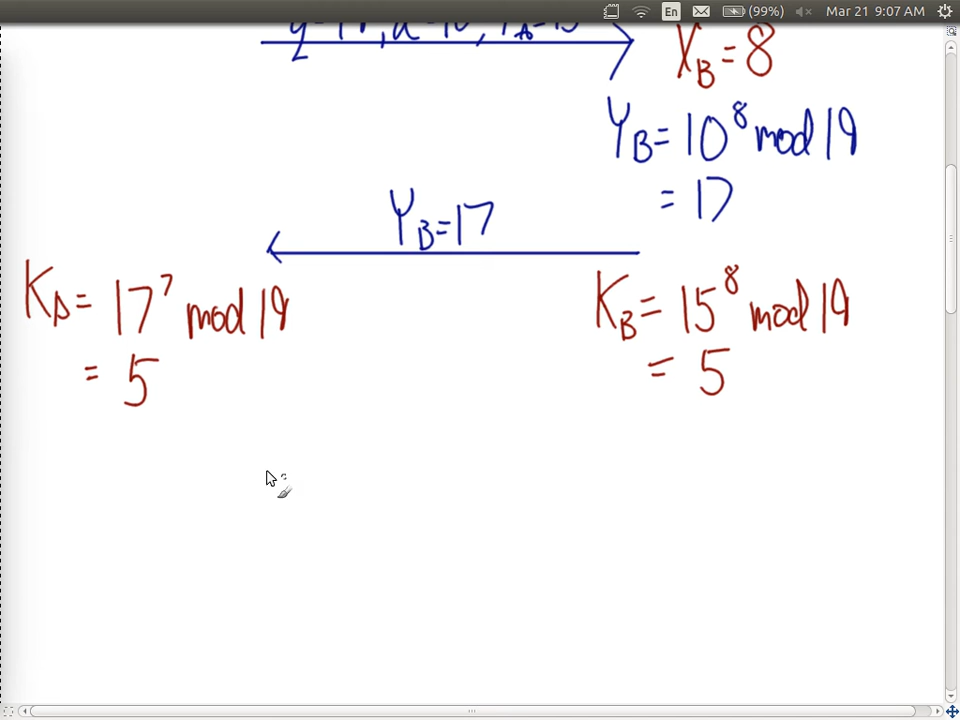 En (99%) Mar 21 9:07 AM
X_B = 8
Y_B = 10^8 mod 19
= 17
Y_B = 17
K_A = 17^7 mod 19
= 5
K_B = 15^8 mod 19
= 5